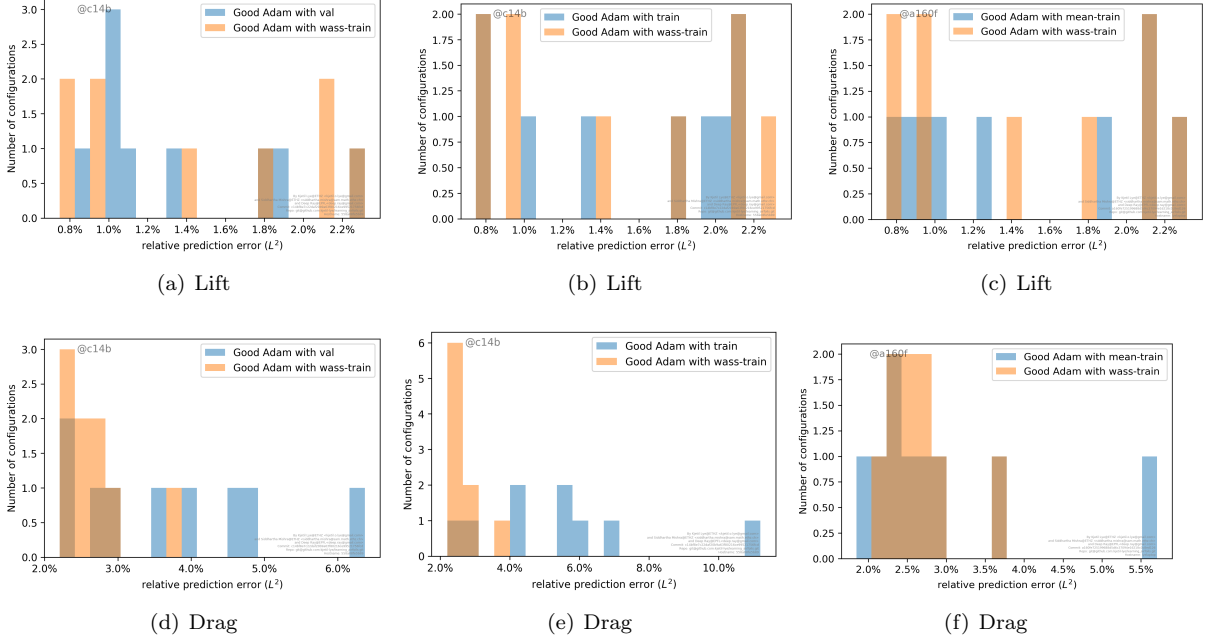 @c14b
Good Adam with val
Good Adam with wass-train
Number of configurations
3.0
2.5
2.0
1.5
1.0
0.5
0.0
0.8% 1.0% 1.2% 1.4% 1.6% 1.8% 2.0% 2.2%
relative prediction error (L²)
(a) Lift
@c14b
Good Adam with train
Good Adam with wass-train
Number of configurations
2.00
1.75
1.50
1.25
1.00
0.75
0.50
0.25
0.00
0.8% 1.0% 1.2% 1.4% 1.6% 1.8% 2.0% 2.2%
relative prediction error (L²)
(b) Lift
@a160f
Good Adam with mean-train
Good Adam with wass-train
Number of configurations
2.00
1.75
1.50
1.25
1.00
0.75
0.50
0.25
0.00
0.8% 1.0% 1.2% 1.4% 1.6% 1.8% 2.0% 2.2%
relative prediction error (L²)
(c) Lift
@c14b
Good Adam with val
Good Adam with wass-train
Number of configurations
3.0
2.5
2.0
1.5
1.0
0.5
0.0
2.0% 3.0% 4.0% 5.0% 6.0%
relative prediction error (L²)
(d) Drag
@c14b
Good Adam with train
Good Adam with wass-train
Number of configurations
6
5
4
3
2
1
0
2.0% 4.0% 6.0% 8.0% 10.0%
relative prediction error (L²)
(e) Drag
@a160f
Good Adam with mean-train
Good Adam with wass-train
Number of configurations
2.00
1.75
1.50
1.25
1.00
0.75
0.50
0.25
0.00
2.0% 2.5% 3.0% 3.5% 4.0% 4.5% 5.0% 5.5%
relative prediction error (L²)
(f) Drag